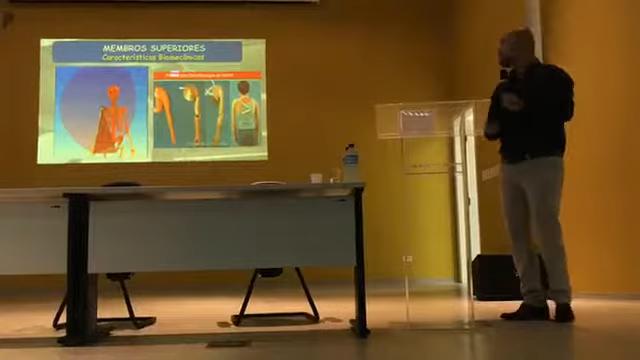 MEMBROS SUPERIORES
Características Biomecânicas